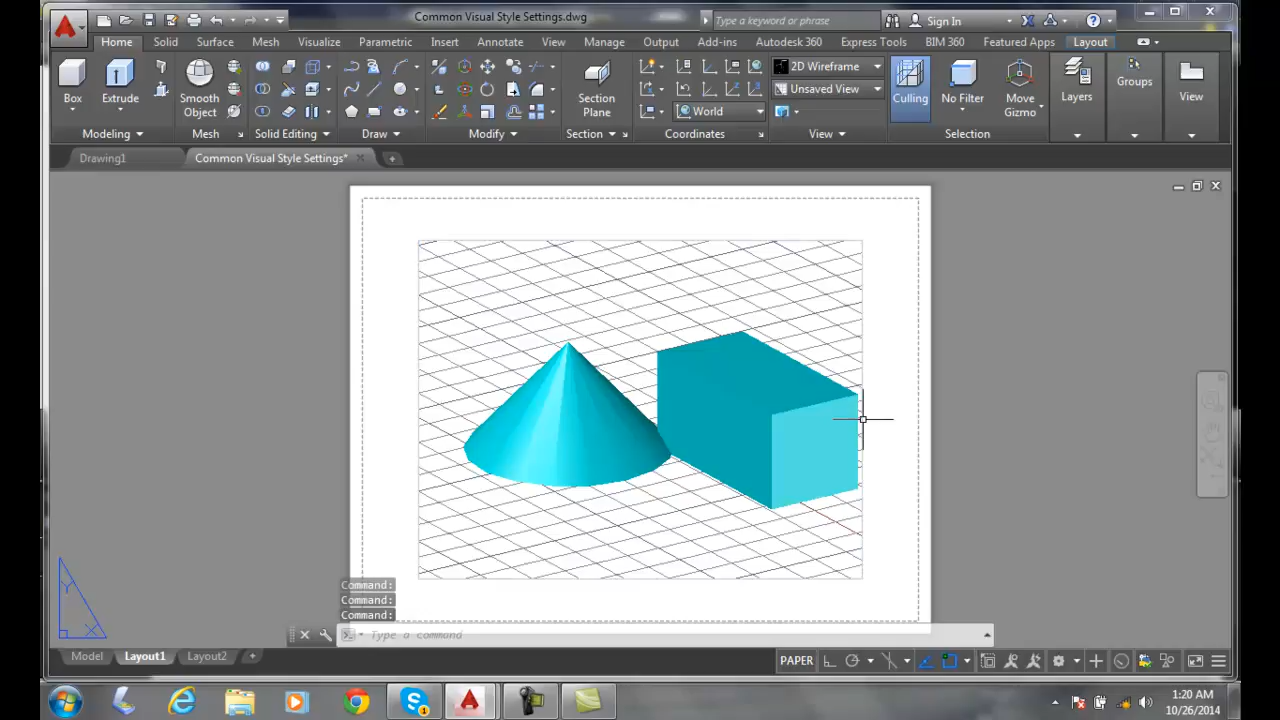 Common Visual Style Settings.dwg
Type a keyword or phrase
Sign In
Home Solid Surface Mesh Visualize Parametric Insert Annotate View Manage Output Add-ins Autodesk 360 Express Tools BIM 360 Featured Apps Layout
Box
Extrude
Smooth
Object
Section
Plane
2D Wireframe
Unsaved View
World
Culling
No Filter
Move
Gizmo
Layers
Groups
View
Modeling
Mesh
Solid Editing
Draw
Modify
Section
Coordinates
View
Selection
Drawing1
Common Visual Style Settings*
Command:
Command:
Command:
Type a command
Y
X
Model Layout1 Layout2
PAPER
1:20 AM
10/26/2014